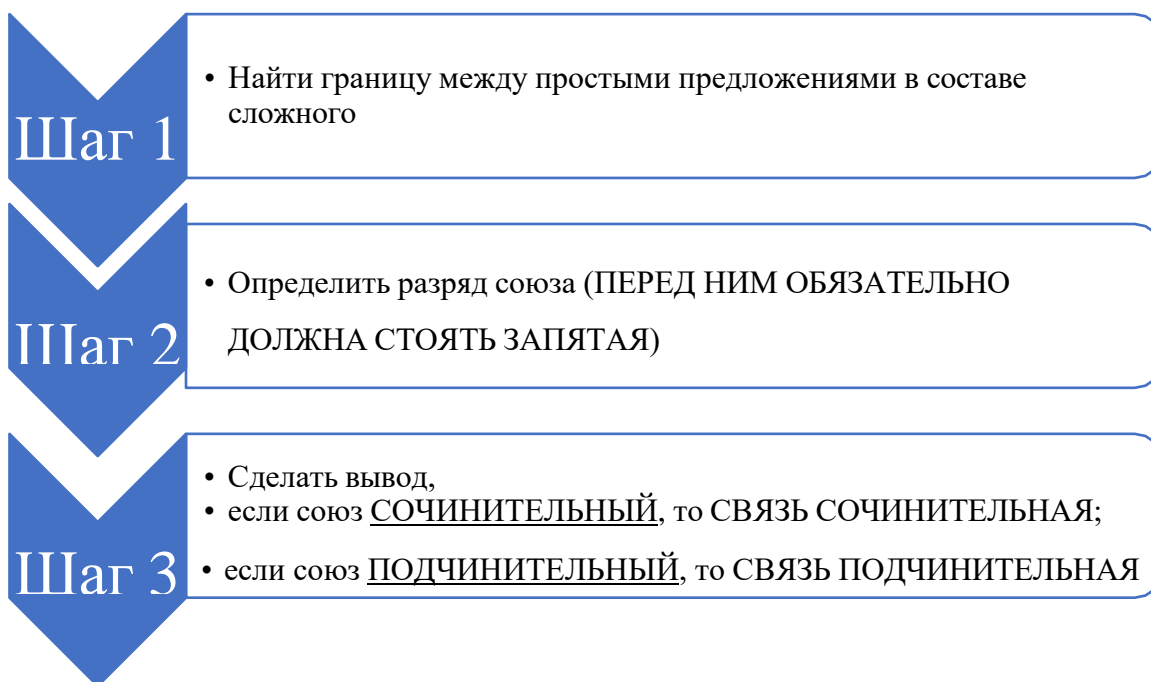 Шаг 1
• Найти границу между простыми предложениями в составе
сложного
Шаг 2
• Определить разряд союза (ПЕРЕД НИМ ОБЯЗАТЕЛЬНО
ДОЛЖНА СТОЯТЬ ЗАПЯТАЯ)
Шаг 3
• Сделать вывод,
• если союз СОЧИНИТЕЛЬНЫЙ, то СВЯЗЬ СОЧИНИТЕЛЬНАЯ;
• если союз ПОДЧИНИТЕЛЬНЫЙ, то СВЯЗЬ ПОДЧИНИТЕЛЬНАЯ